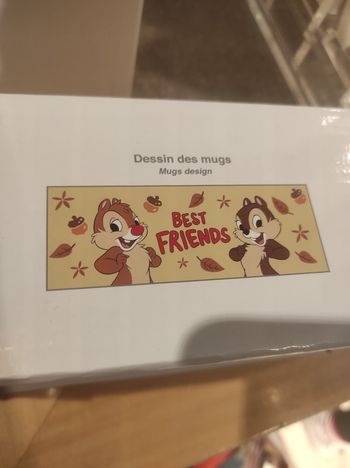 Dessin des mugs
Mugs design
BEST
FRIENDS